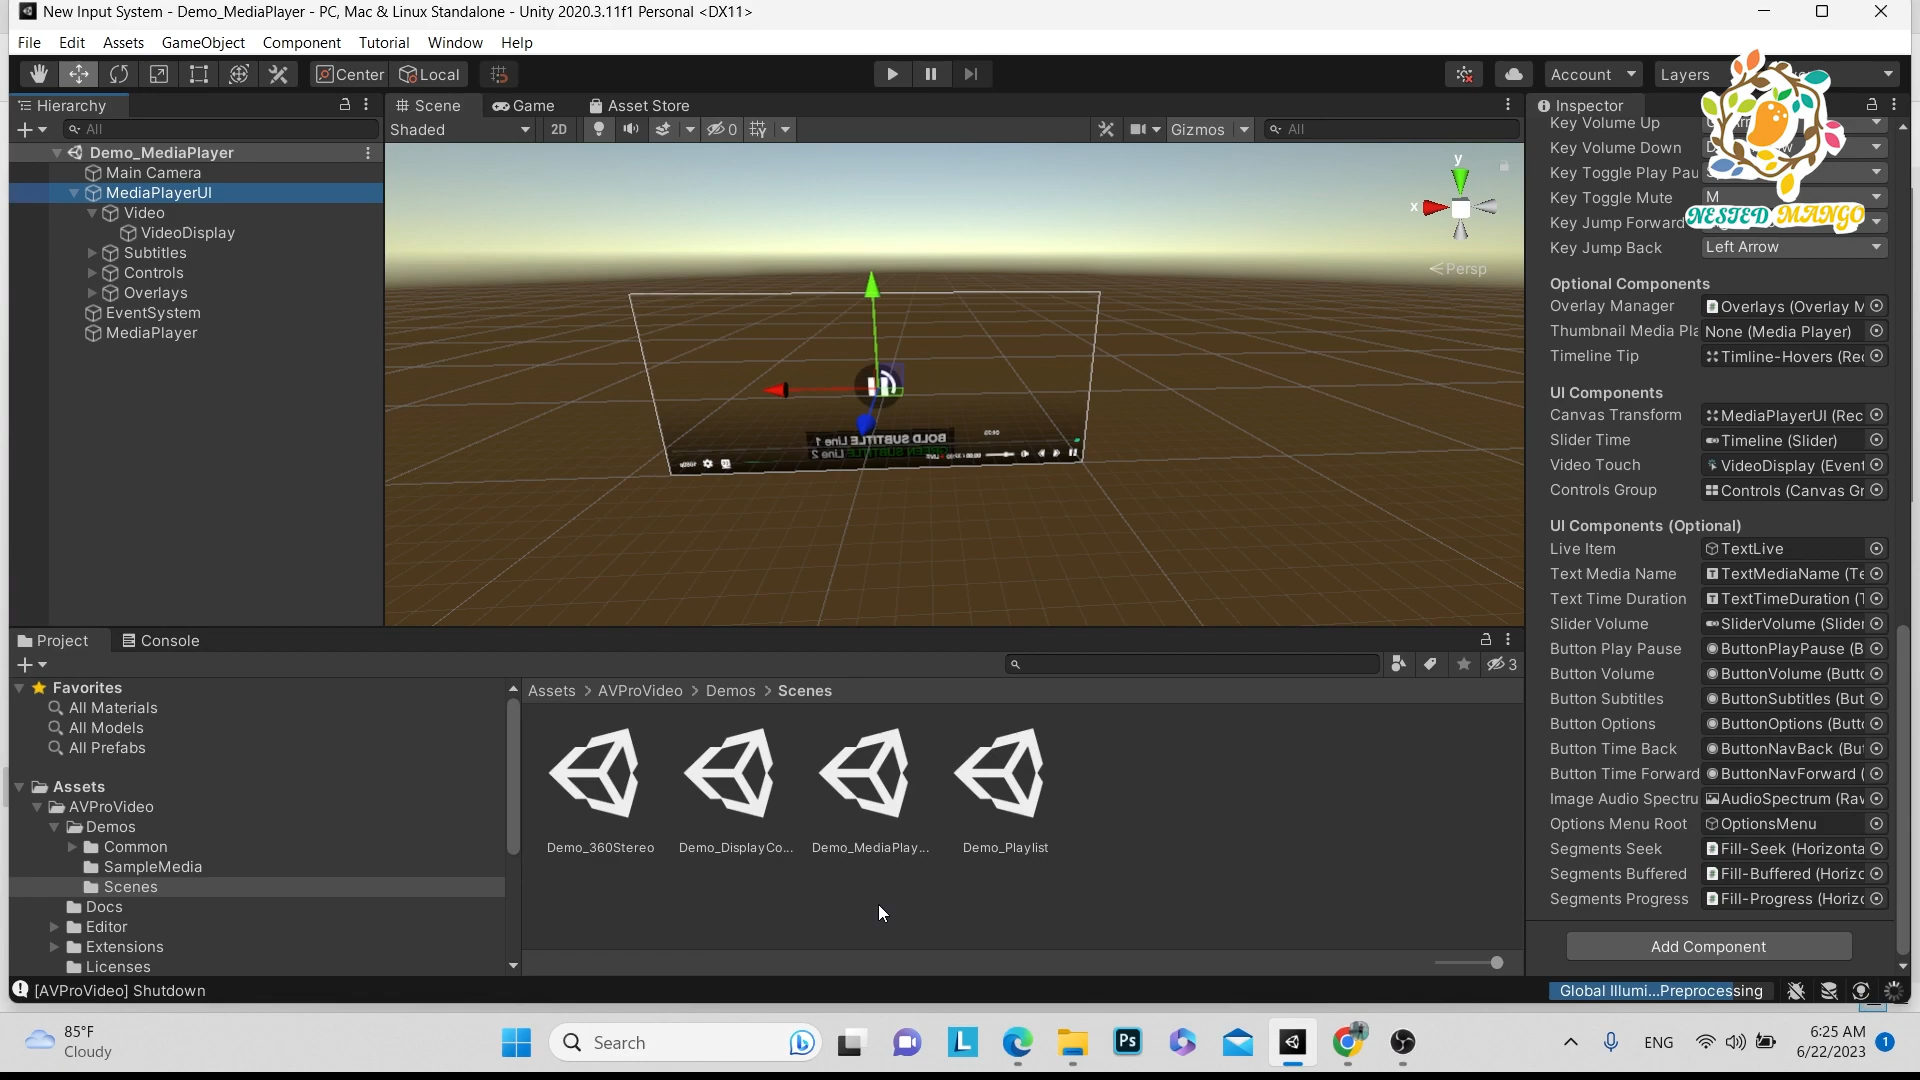 New Input System - Demo_MediaPlayer - PC, Mac & Linux Standalone - Unity 2020.3.11f1 Personal <DX11>
File Edit Assets GameObject Component Tutorial Window Help
Center Local Account Layers
Hierarchy
All
Demo_MediaPlayer
Main Camera
MediaPlayerUI
Video
VideoDisplay
Subtitles
Controls
Overlays
EventSystem
MediaPlayer
Scene Game Asset Store
Shaded 2D 0 Gizmos All
y
x
Persp
BOLD SUBTITLE Line 1
GREEN SUBTITLE Line 2
Inspector
NESTED MANGO
Key Volume Up
Key Volume Down
Key Toggle Play Pau
Key Toggle Mute M
Key Jump Forward
Key Jump Back Left Arrow
Optional Components
Overlay Manager Overlays (Overlay M
Thumbnail Media Pla None (Media Player)
Timeline Tip Timline-Hovers (Rec
UI Components
Canvas Transform MediaPlayerUI (Rec
Slider Time Timeline (Slider)
Video Touch VideoDisplay (Event
Controls Group Controls (Canvas Gr
UI Components (Optional)
Live Item TextLive
Text Media Name TextMediaName (Te
Text Time Duration TextTimeDuration (T
Slider Volume SliderVolume (Slider
Button Play Pause ButtonPlayPause (B
Button Volume ButtonVolume (Butto
Button Subtitles ButtonSubtitles (But
Button Options ButtonOptions (Butto
Button Time Back ButtonNavBack (But
Button Time Forward ButtonNavForward (
Image Audio Spectru AudioSpectrum (Raw
Options Menu Root OptionsMenu
Segments Seek Fill-Seek (Horizonta
Segments Buffered Fill-Buffered (Horizo
Segments Progress Fill-Progress (Horizo
Add Component
Project Console
3
Favorites
All Materials
All Models
All Prefabs
Assets
AVProVideo
Demos
Common
SampleMedia
Scenes
Docs
Editor
Extensions
Licenses
Assets > AVProVideo > Demos > Scenes
Demo_360Stereo Demo_DisplayCo... Demo_MediaPlay... Demo_Playlist
[AVProVideo] Shutdown
Global Illumi...Preprocessing
85°F
Cloudy
Search
L
Ps
ENG
6:25 AM
6/22/2023
1